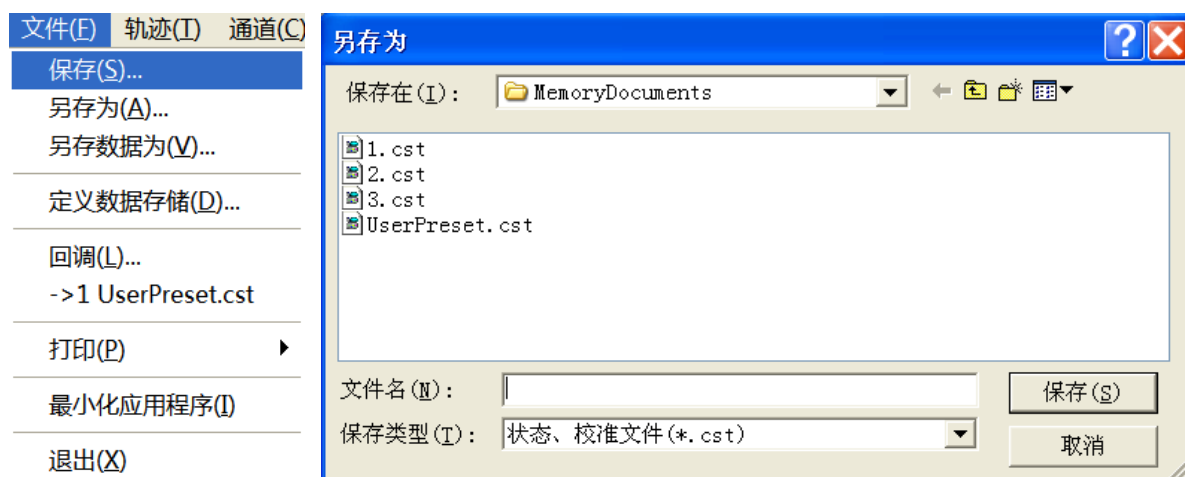 文件(F) 轨迹(T) 通道(C)
保存(S)...
另存为(A)...
另存数据为(V)...
定义数据存储(D)...
回调(L)...
->1 UserPreset.cst
打印(P)
最小化应用程序(I)
退出(X)
另存为
保存在(I): MemoryDocuments
1.cst
2.cst
3.cst
UserPreset.cst
文件名(N): 保存(S)
保存类型(T): 状态、校准文件(*.cst) 取消